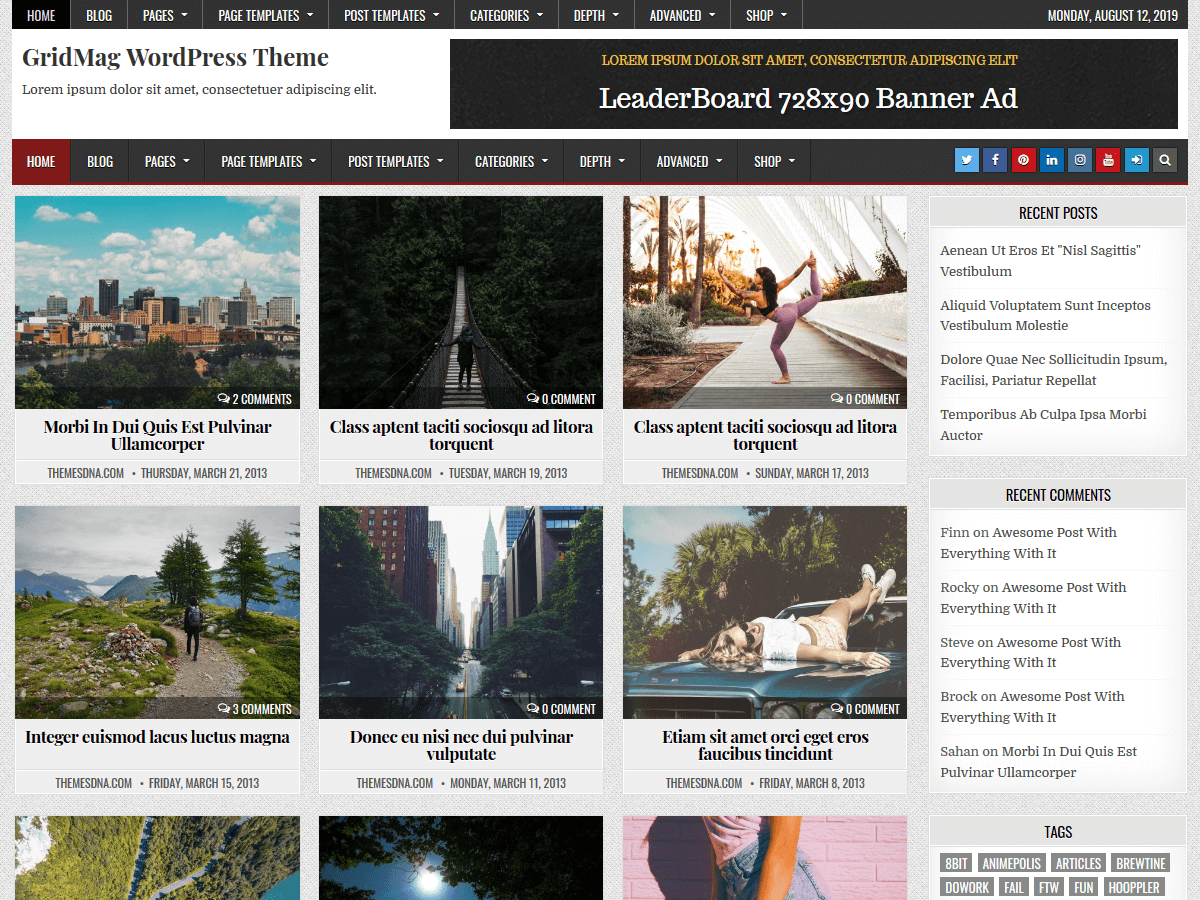 HOME BLOG PAGES PAGE TEMPLATES POST TEMPLATES CATEGORIES DEPTH ADVANCED SHOP MONDAY, AUGUST 12, 2019
GridMag WordPress Theme
Lorem ipsum dolor sit amet, consectetuer adipiscing elit.
LOREM IPSUM DOLOR SIT AMET, CONSECTETUR ADIPISCING ELIT
LeaderBoard 728x90 Banner Ad
HOME BLOG PAGES PAGE TEMPLATES POST TEMPLATES CATEGORIES DEPTH ADVANCED SHOP
2 COMMENTS
Morbi In Dui Quis Est Pulvinar
Ullamcorper
THEMESDNA.COM • THURSDAY, MARCH 21, 2013
0 COMMENT
Class aptent taciti sociosqu ad litora
torquent
THEMESDNA.COM • TUESDAY, MARCH 19, 2013
0 COMMENT
Class aptent taciti sociosqu ad litora
torquent
THEMESDNA.COM • SUNDAY, MARCH 17, 2013
3 COMMENTS
Integer euismod lacus luctus magna
THEMESDNA.COM • FRIDAY, MARCH 15, 2013
0 COMMENT
Donec eu nisi nec dui pulvinar
vulputate
THEMESDNA.COM • MONDAY, MARCH 11, 2013
0 COMMENT
Etiam sit amet orci eget eros
faucibus tincidunt
THEMESDNA.COM • FRIDAY, MARCH 8, 2013
RECENT POSTS
Aenean Ut Eros Et "Nisl Sagittis"
Vestibulum
Aliquid Voluptatem Sunt Inceptos
Vestibulum Molestie
Dolore Quae Nec Sollicitudin Ipsum,
Facilisi, Pariatur Repellat
Temporibus Ab Culpa Ipsa Morbi
Auctor
RECENT COMMENTS
Finn on Awesome Post With
Everything With It
Rocky on Awesome Post With
Everything With It
Steve on Awesome Post With
Everything With It
Brock on Awesome Post With
Everything With It
Sahan on Morbi In Dui Quis Est
Pulvinar Ullamcorper
TAGS
8BIT ANIMEPOLIS ARTICLES BREWTINE
DOWORK FAIL FTW FUN HOOPPLER